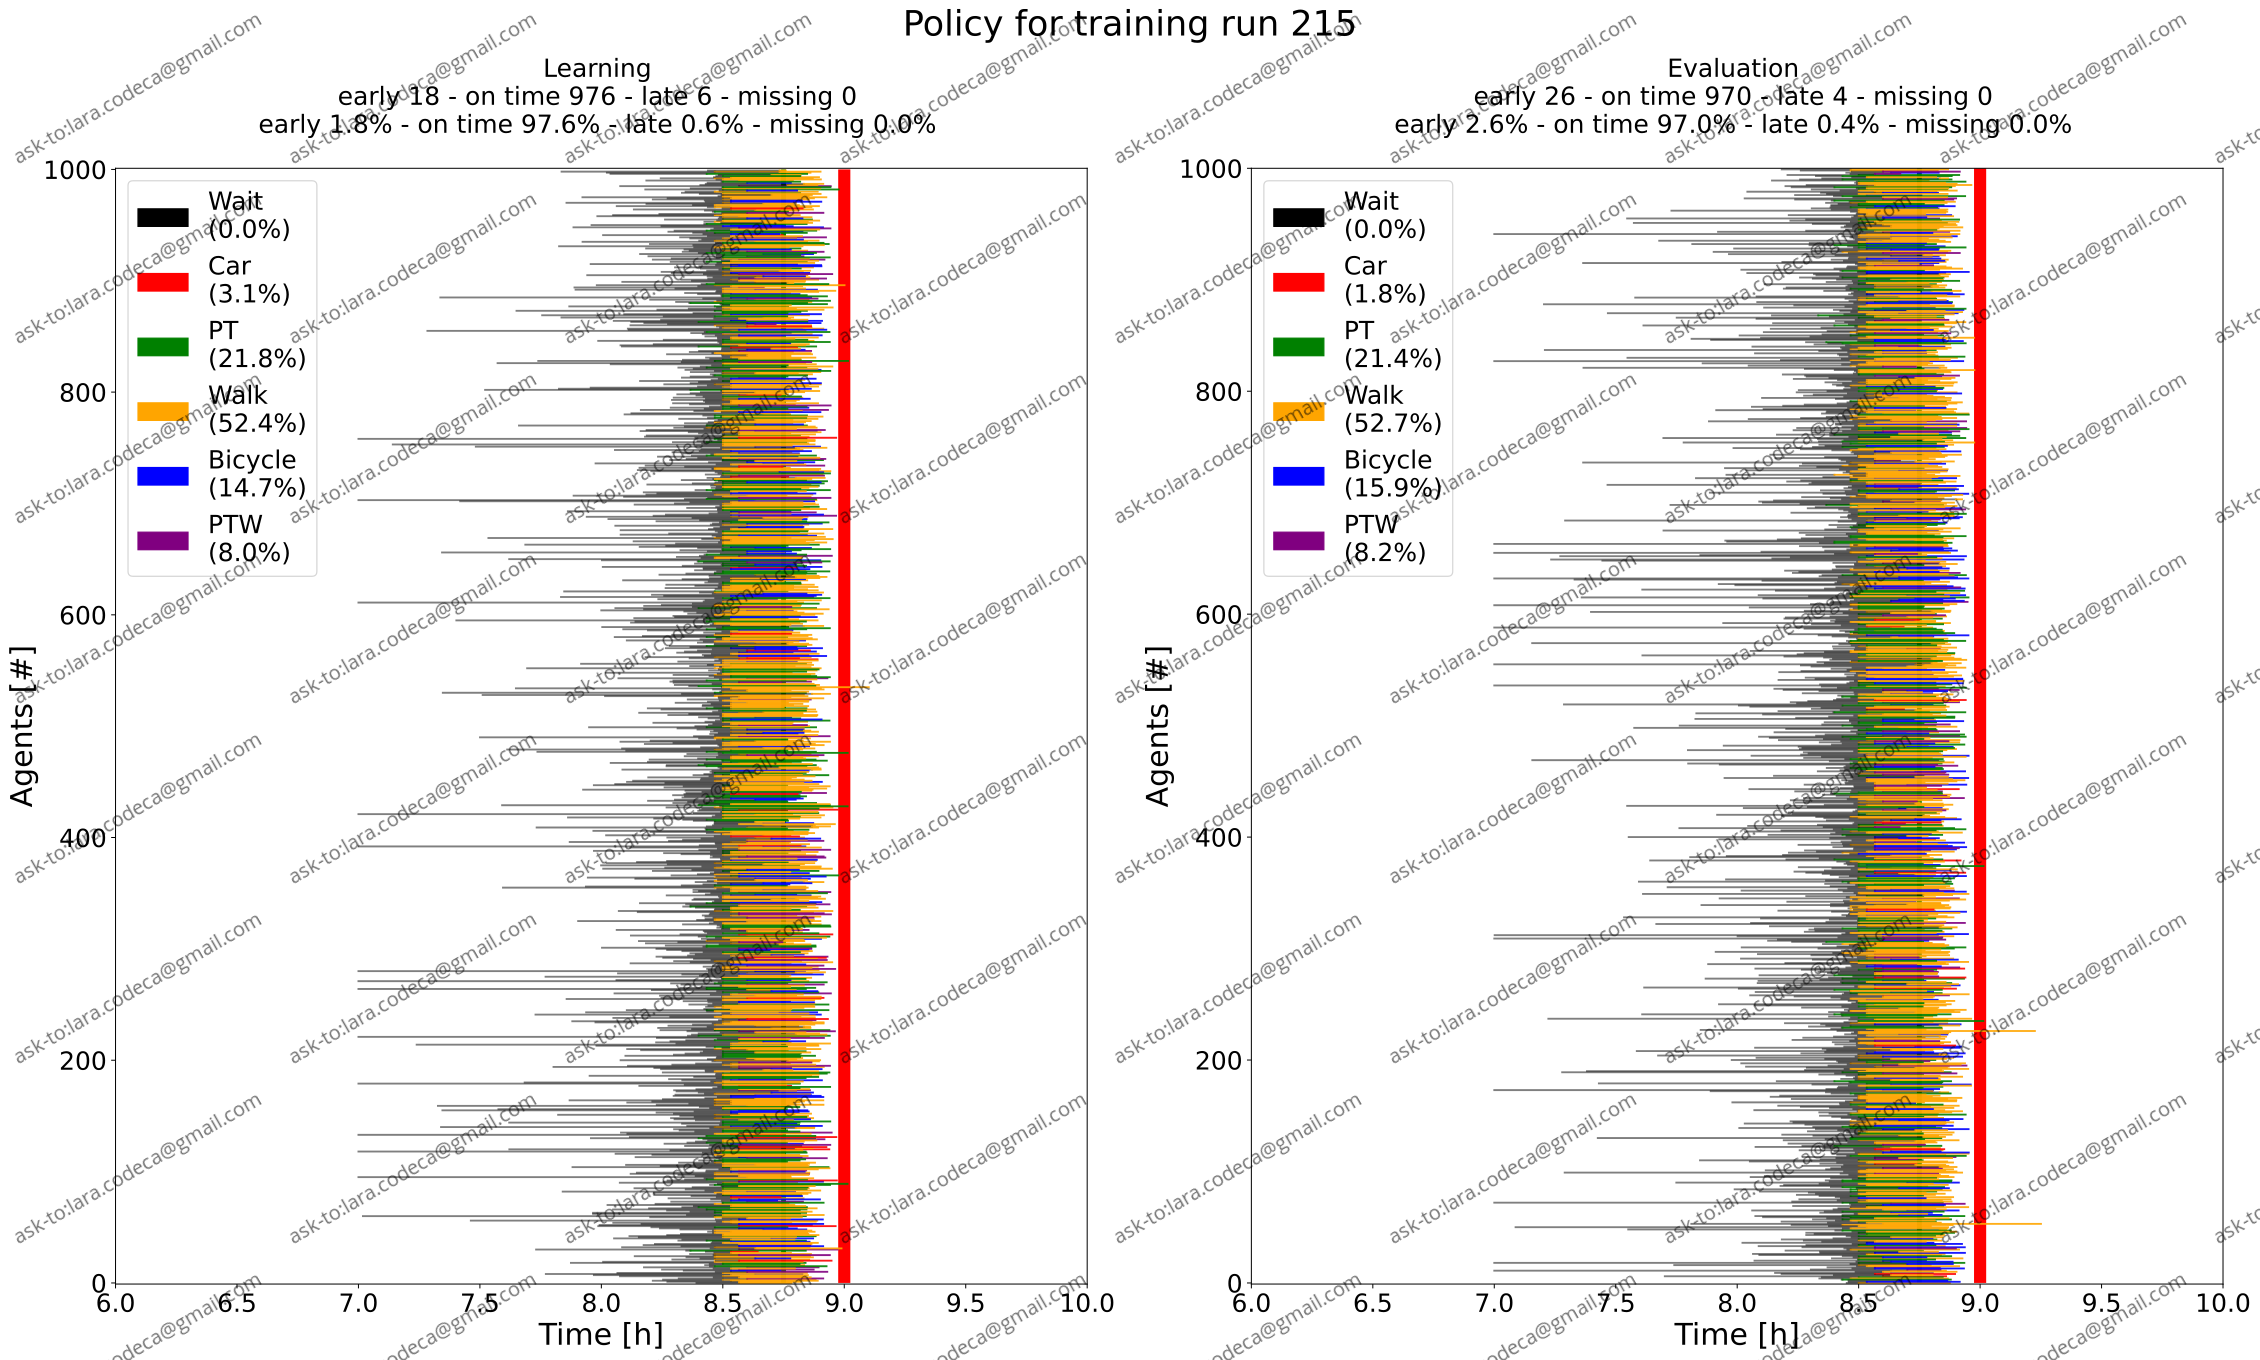 Policy for training run 215
Learning
early 18 - on time 976 - late 6 - missing 0
early 1.8% - on time 97.6% - late 0.6% - missing 0.0%
Agents [#]
1000
800
600
400
200
0
Wait
(0.0%)
Car
(3.1%)
PT
(21.8%)
Walk
(52.4%)
Bicycle
(14.7%)
PTW
(8.0%)
6.0 6.5 7.0 7.5 8.0 8.5 9.0 9.5 10.0
Time [h]
Evaluation
early 26 - on time 970 - late 4 - missing 0
early 2.6% - on time 97.0% - late 0.4% - missing 0.0%
Agents [#]
1000
800
600
400
200
0
Wait
(0.0%)
Car
(1.8%)
PT
(21.4%)
Walk
(52.7%)
Bicycle
(15.9%)
PTW
(8.2%)
6.0 6.5 7.0 7.5 8.0 8.5 9.0 9.5 10.0
Time [h]
ask-to:lara.codeca@gmail.com